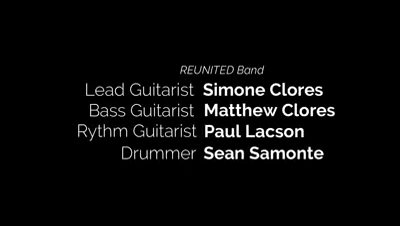 REUNITED Band
Lead Guitarist Simone Clores
Bass Guitarist Matthew Clores
Rythm Guitarist Paul Lacson
Drummer Sean Samonte